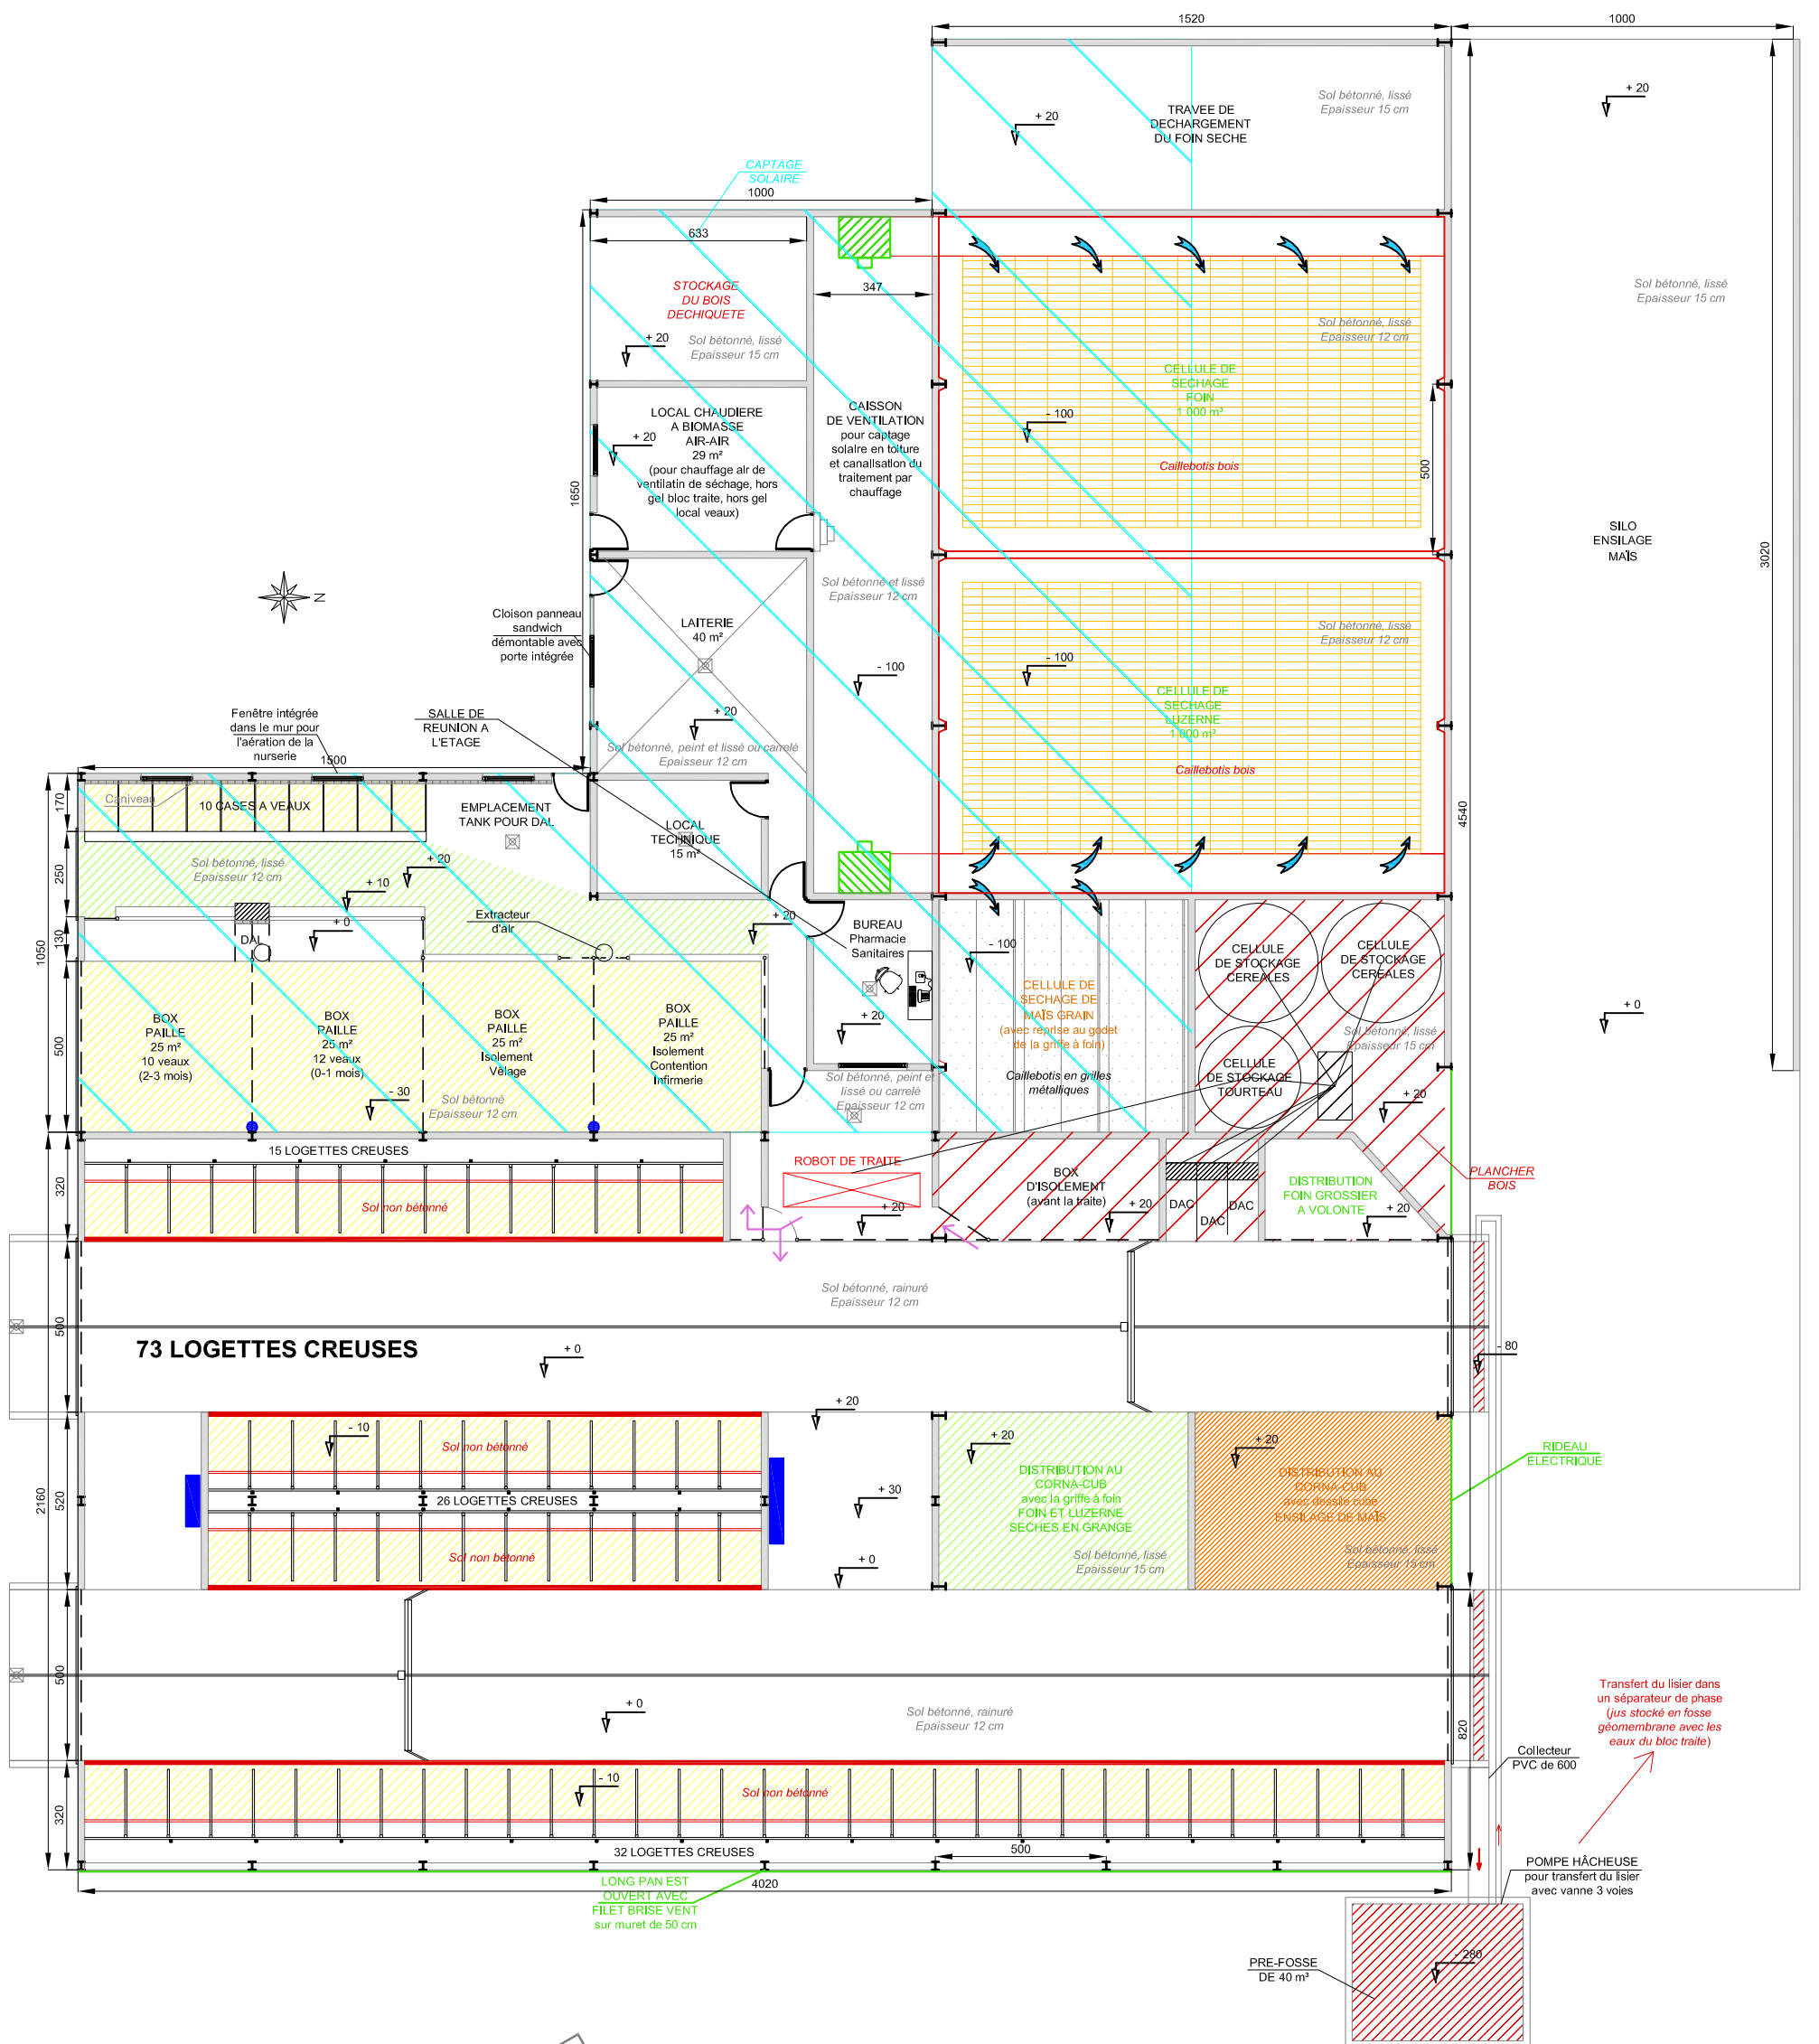 1520
1000
+ 20
Sol bétonné, lissé
Epaisseur 15 cm
TRAVEE DE
DECHARGEMENT
DU FOIN SECHE
+ 20
CAPTAGE
SOLAIRE
1000
633
347
STOCKAGE
DU BOIS
DECHIQUETE
+ 20
Sol bétonné, lissé
Epaisseur 15 cm
Sol bétonné, lissé
Epaisseur 12 cm
Sol bétonné, lissé
Epaisseur 15 cm
CELLULE DE
SECHAGE
FOIN
1 000 m³
- 100
Caillebotis bois
500
LOCAL CHAUDIERE
A BIOMASSE
AIR-AIR
29 m²
(pour chauffage air de
ventilatin de séchage, hors
gel bloc traite, hors gel
local veaux)
+ 20
CAISSON
DE VENTILATION
pour captage
solaire en toiture
et canalisation du
traitement par
chauffage
1650
SILO
ENSILAGE
MAÏS
3020
N
Sol bétonné et lissé
Epaisseur 12 cm
Cloison panneau
sandwich
démontable avec
porte intégrée
LAITERIE
40 m²
- 100
+ 20
Sol bétonné, peint et lissé ou carrelé
Epaisseur 12 cm
Sol bétonné, lissé
Epaisseur 12 cm
- 100
CELLULE DE
SECHAGE
LUZERNE
1 000 m³
Caillebotis bois
4540
Fenêtre intégrée
dans le mur pour
l'aération de la
nurserie
SALLE DE
REUNION A
L'ETAGE
1500
170
Caniveau
10 CASES A VEAUX
EMPLACEMENT
TANK POUR DAL
LOCAL
TECHNIQUE
15 m²
250
Sol bétonné, lissé
Epaisseur 12 cm
+ 20
+ 10
1050
130
DAL
+ 0
Extracteur
d'air
+ 20
BUREAU
Pharmacie
Sanitaires
+ 20
- 100
CELLULE DE
SECHAGE DE
MAÏS GRAIN
(avec reprise au godet
de la griffe à foin)
Caillebotis en grilles
métalliques
CELLULE
DE STOCKAGE
CEREALES
CELLULE
DE STOCKAGE
CEREALES
CELLULE
DE STOCKAGE
TOURTEAU
Sol bétonné, lissé
Epaisseur 15 cm
+ 20
+ 0
500
BOX
PAILLE
25 m²
10 veaux
(2-3 mois)
BOX
PAILLE
25 m²
12 veaux
(0-1 mois)
BOX
PAILLE
25 m²
Isolement
Vêlage
BOX
PAILLE
25 m²
Isolement
Contention
Infirmerie
- 30
Sol bétonné
Epaisseur 12 cm
Sol bétonné, peint et
lissé ou carrelé
Epaisseur 12 cm
320
15 LOGETTES CREUSES
Sol non bétonné
ROBOT DE TRAITE
+ 20
BOX
D'ISOLEMENT
(avant la traite)
+ 20
DAC
DAC
DAC
DISTRIBUTION
FOIN GROSSIER
A VOLONTE
+ 20
PLANCHER
BOIS
500
Sol bétonné, rainuré
Epaisseur 12 cm
73 LOGETTES CREUSES
+ 0
- 80
+ 20
2160
520
- 10
Sol non bétonné
26 LOGETTES CREUSES
Sol non bétonné
+ 30
+ 0
+ 20
DISTRIBUTION AU
CORNA-CUB
avec la griffe à foin
FOIN ET LUZERNE
SECHES EN GRANGE
Sol bétonné, lissé
Epaisseur 15 cm
+ 20
DISTRIBUTION AU
CORNA-CUB
avec dessile cube
ENSILAGE DE MAÏS
Sol bétonné, lissé
Epaisseur 15 cm
RIDEAU
ELECTRIQUE
500
+ 0
Sol bétonné, rainuré
Epaisseur 12 cm
820
Transfert du lisier dans
un séparateur de phase
(jus stocké en fosse
géomembrane avec les
eaux du bloc traite)
Collecteur
PVC de 600
320
- 10
Sol non bétonné
32 LOGETTES CREUSES
500
4020
LONG PAN EST
OUVERT AVEC
FILET BRISE VENT
sur muret de 50 cm
POMPE HÂCHEUSE
pour transfert du lisier
avec vanne 3 voies
PRE-FOSSE
DE 40 m³
- 280